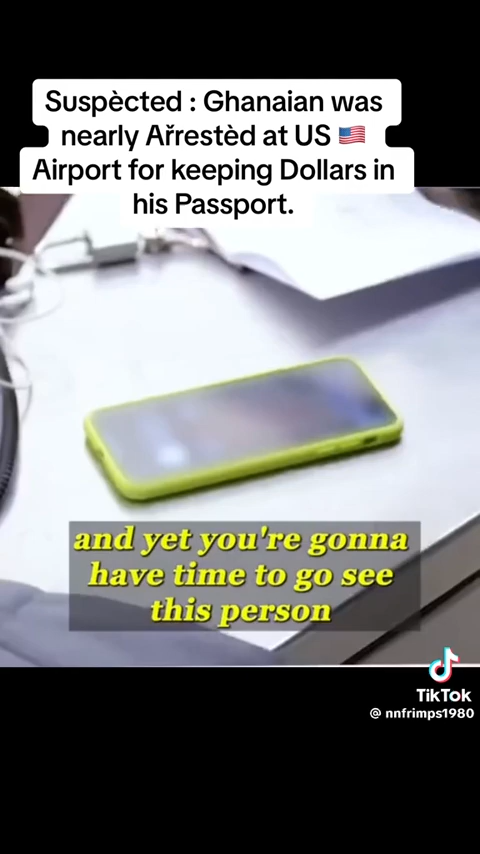 Suspècted : Ghanaian was
nearly Ařrestèd at US 🇺🇸
Airport for keeping Dollars in
his Passport.
and yet you're gonna
have time to go see
this person
TikTok
@ nnfrimps1980